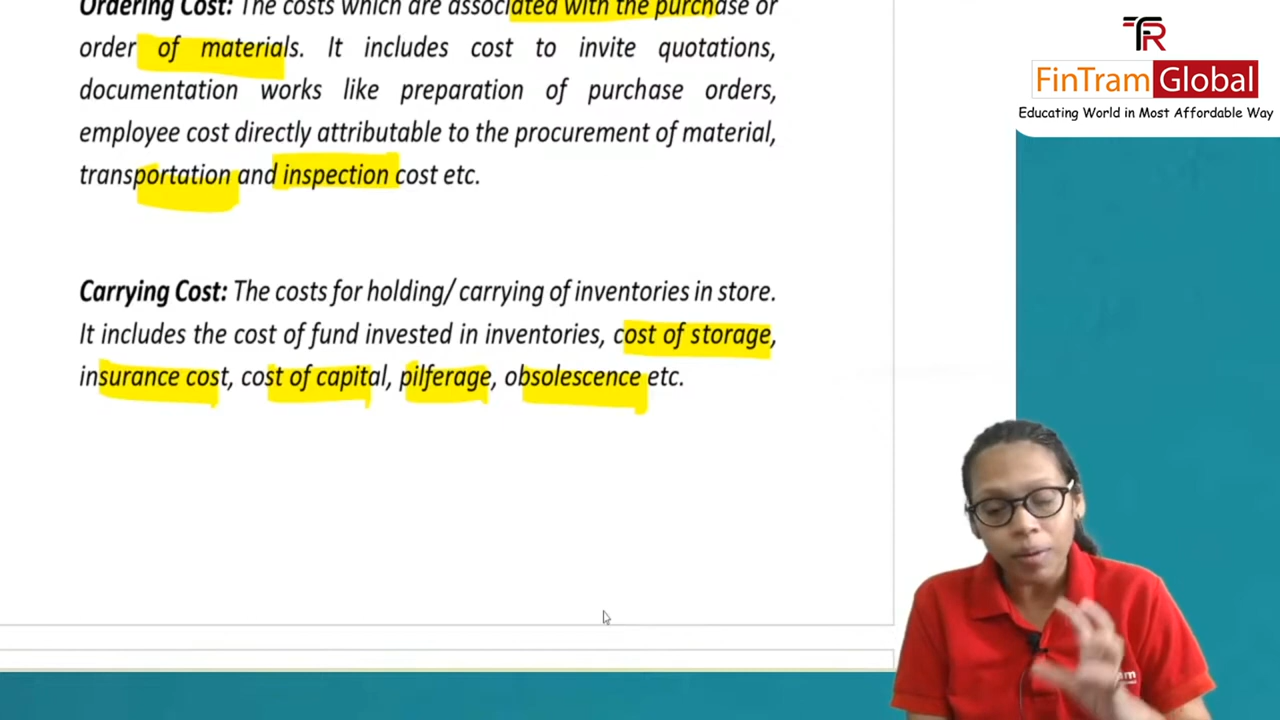 Ordering Cost: The costs which are associated with the purchase or
order of materials. It includes cost to invite quotations,
documentation works like preparation of purchase orders,
employee cost directly attributable to the procurement of material,
transportation and inspection cost etc.
Carrying Cost: The costs for holding/ carrying of inventories in store.
It includes the cost of fund invested in inventories, cost of storage,
insurance cost, cost of capital, pilferage, obsolescence etc.
FinTram Global
Educating World in Most Affordable Way